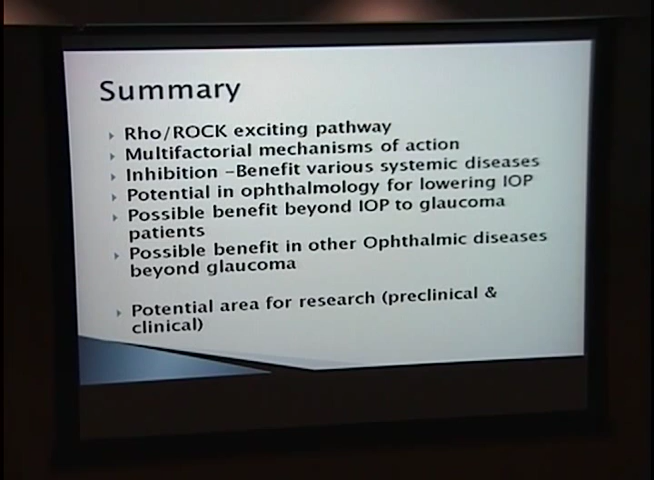 Summary
Rho/ROCK exciting pathway
Multifactorial mechanisms of action
Inhibition –Benefit various systemic diseases
Potential in ophthalmology for lowering IOP
Possible benefit beyond IOP to glaucoma
patients
Possible benefit in other Ophthalmic diseases
beyond glaucoma
Potential area for research (preclinical &
clinical)